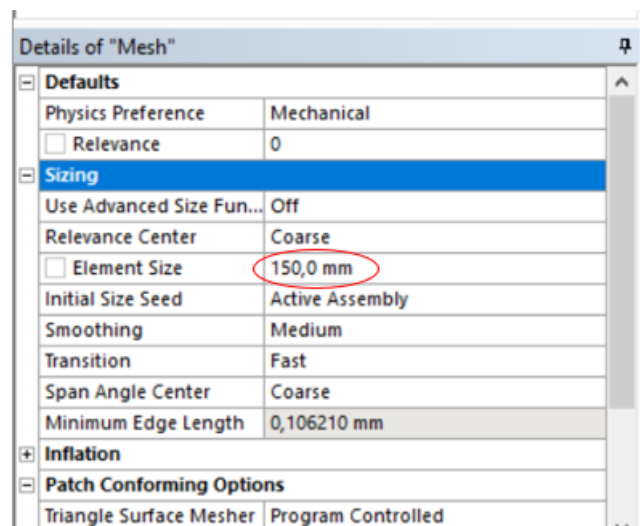 Details of "Mesh"
Defaults
Physics Preference Mechanical
Relevance 0
Sizing
Use Advanced Size Fun... Off
Relevance Center Coarse
Element Size 150,0 mm
Initial Size Seed Active Assembly
Smoothing Medium
Transition Fast
Span Angle Center Coarse
Minimum Edge Length 0,106210 mm
Inflation
Patch Conforming Options
Triangle Surface Mesher Program Controlled